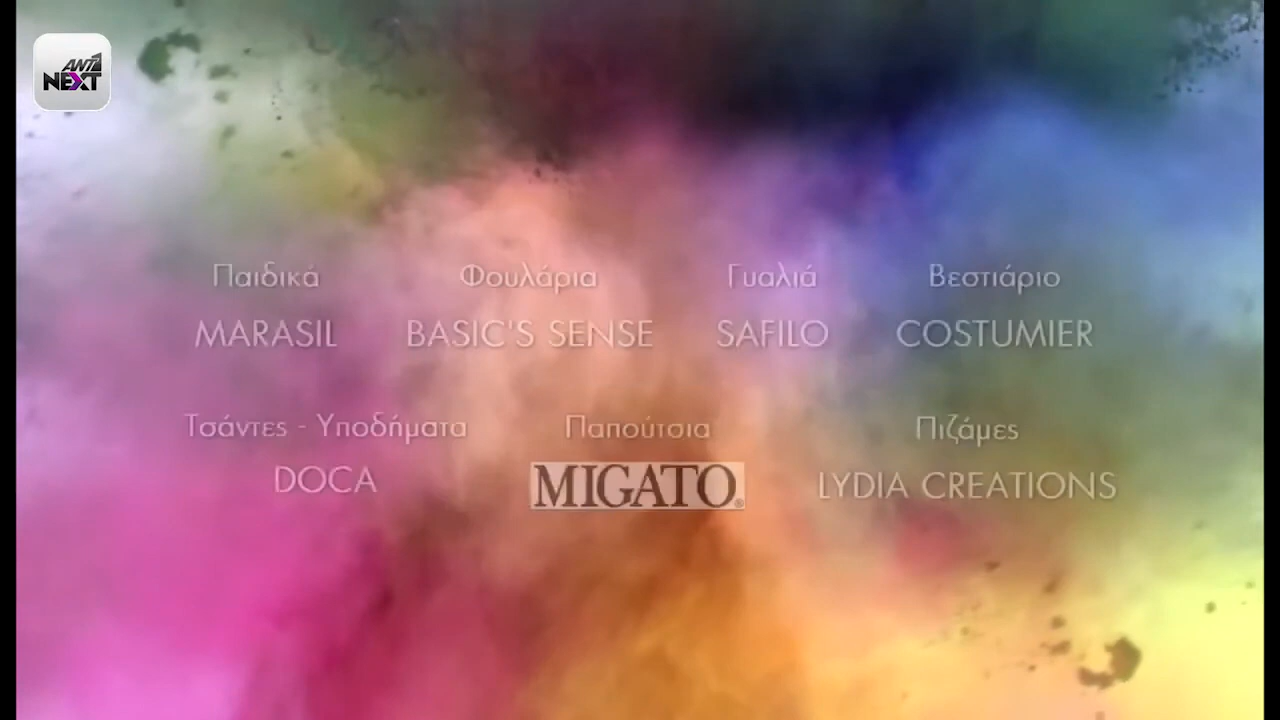 ANT1
NEXT
Παιδικά Φουλάρια Γυαλιά Βεστιάριο
MARASIL BASIC'S SENSE SAFILO COSTUMIER
Τσάντες - Υποδήματα Παπούτσια Πιζάμες
DOCA MIGATO® LYDIA CREATIONS